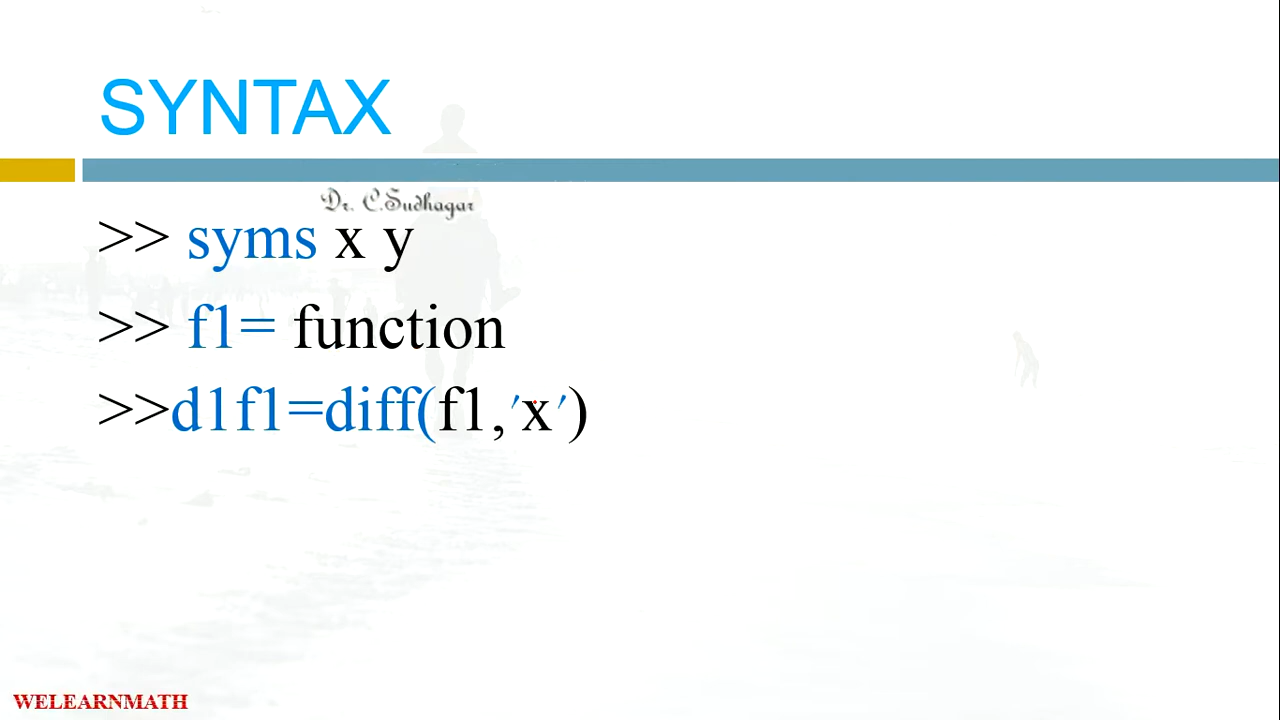 SYNTAX
Dr. C.Sudhagar
>> syms x y
>> f1= function
>>d1f1=diff(f1,'x')
WELEARNMATH